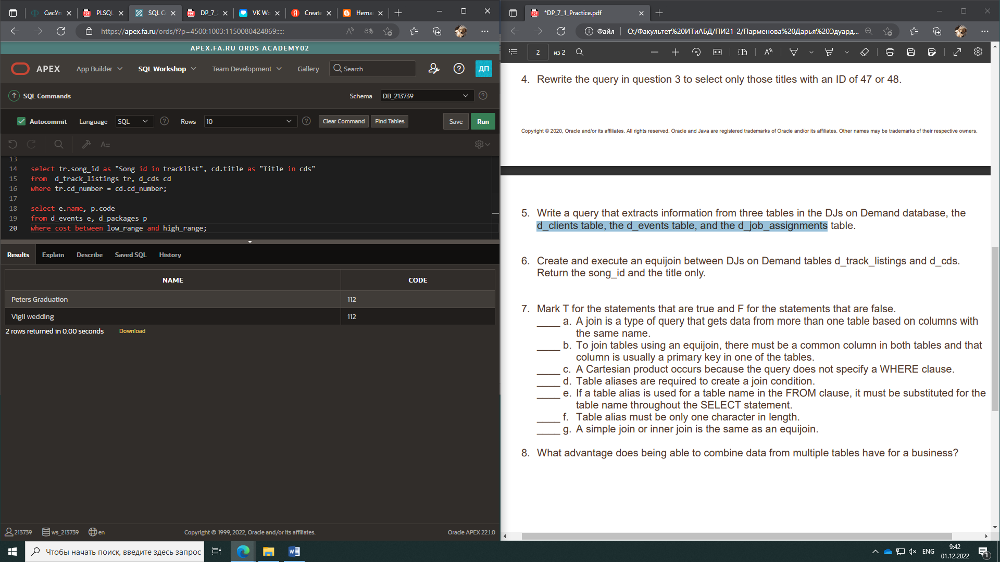 СисУп
PLSQL
SQL C
DP_7_
VK Wo
Create
Hema
https://apex.fa.ru/ords/f?p=4500:1003:1150080424869:::::
APEX.FA.RU ORDS ACADEMY02
APEX
App Builder
SQL Workshop
Team Development
Gallery
Search
ДП
SQL Commands
Schema
DB_213739
Autocommit
Language
SQL
Rows
10
Clear Command
Find Tables
Save
Run
13
14 select tr.song_id as "Song id in tracklist", cd.title as "Title in cds"
15 from  d_track_listings tr, d_cds cd
16 where tr.cd_number = cd.cd_number;
17
18 select e.name, p.code
19 from d_events e, d_packages p
20 where cost between low_range and high_range;
Results Explain Describe Saved SQL History
NAME CODE
Peters Graduation 112
Vigil wedding 112
2 rows returned in 0.00 seconds Download
213739 ws_213739 en
Copyright © 1999, 2022, Oracle and/or its affiliates.
Oracle APEX 22.1.0
*DP_7_1_Practice.pdf
Файл
O:/Факультет%20ИТиАБД/ПИ21-2/Парменова%20Дарья%20Эдуард...
2 из 2
4. Rewrite the query in question 3 to select only those titles with an ID of 47 or 48.
Copyright © 2020, Oracle and/or its affiliates. All rights reserved. Oracle and Java are registered trademarks of Oracle and/or its affiliates. Other names may be trademarks of their respective owners.
5. Write a query that extracts information from three tables in the DJs on Demand database, the
d_clients table, the d_events table, and the d_job_assignments table.
6. Create and execute an equijoin between DJs on Demand tables d_track_listings and d_cds.
Return the song_id and the title only.
7. Mark T for the statements that are true and F for the statements that are false.
____ a. A join is a type of query that gets data from more than one table based on columns with
the same name.
____ b. To join tables using an equijoin, there must be a common column in both tables and that
column is usually a primary key in one of the tables.
____ c. A Cartesian product occurs because the query does not specify a WHERE clause.
____ d. Table aliases are required to create a join condition.
____ e. If a table alias is used for a table name in the FROM clause, it must be substituted for the
table name throughout the SELECT statement.
____ f. Table alias must be only one character in length.
____ g. A simple join or inner join is the same as an equijoin.
8. What advantage does being able to combine data from multiple tables have for a business?
Чтобы начать поиск, введите здесь запрос
ENG
9:42
01.12.2022
1